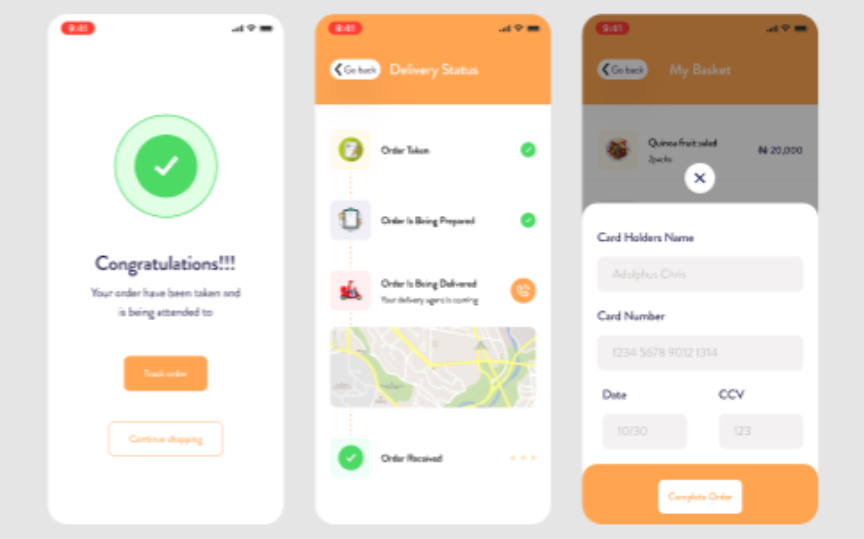 9:41
Congratulations!!!
Your order have been taken and
is being attended to
Track order
Continue shopping
9:41
Go back
Delivery Status
Order Taken
Order Is Being Prepared
Order Is Being Delivered
Your delivery agent is coming
Order Received
9:41
Go back
My Basket
Quinoa fruit salad
2packs
₦ 20,000
Card Holders Name
Adolphus Chris
Card Number
1234 5678 9012 1314
Date
CCV
10/30
123
Complete Order